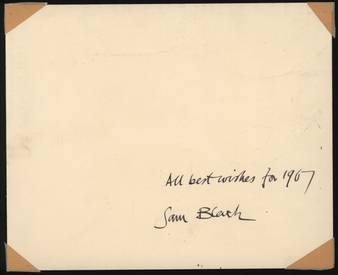 All best wishes for 1967
Sam Black